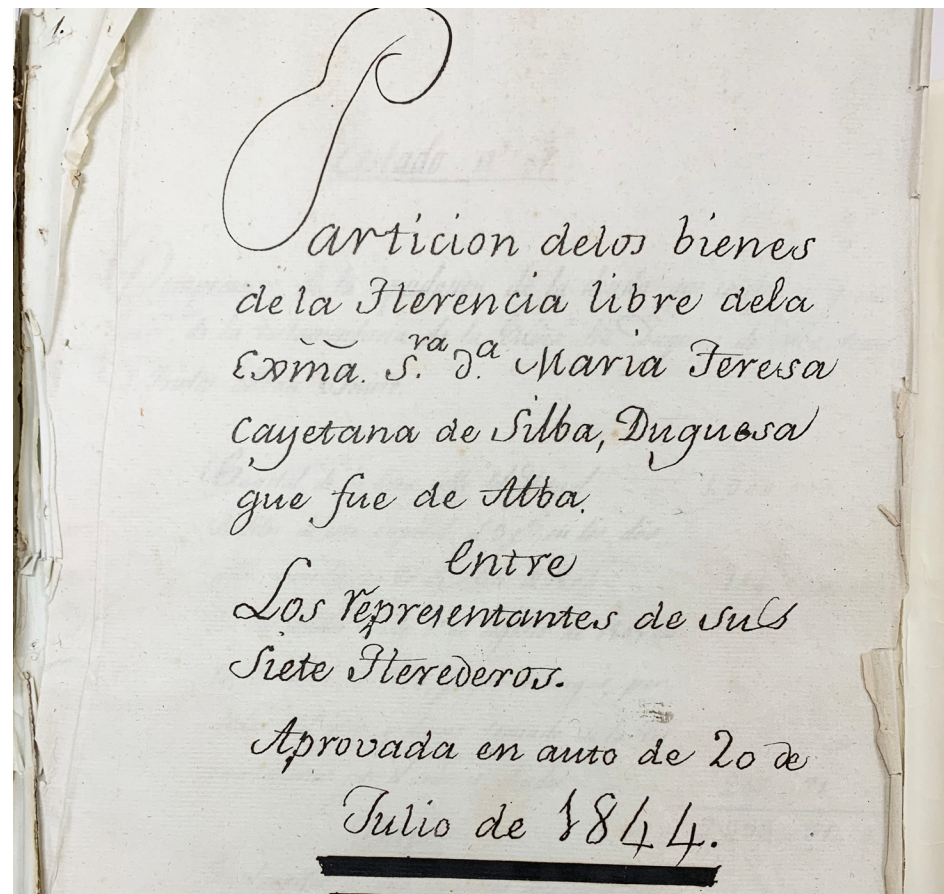 1.
Particion delos bienes
dela Herencia libre dela
Exm̃a. S.ra D.a Maria Teresa
Cayetana de Silba, Duquesa
que fue de Alba.
Entre
Los representantes de sus
Siete Herederos.
Aprovada en auto de 20 de
Julio de 1844.